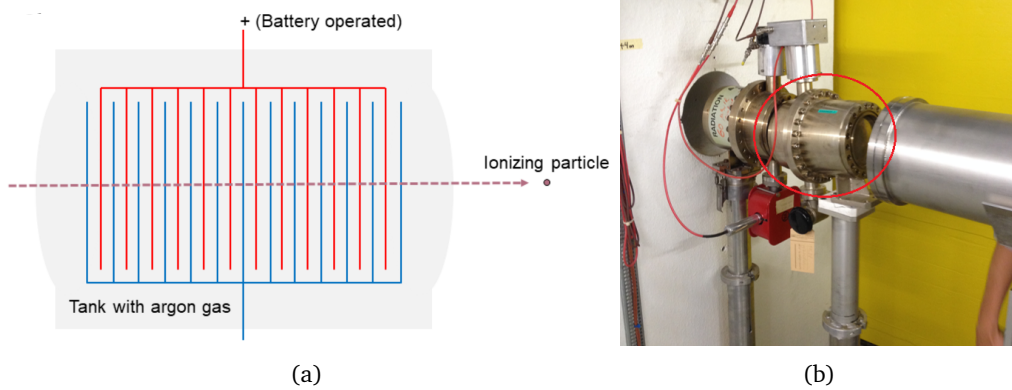 + (Battery operated)
Ionizing particle
Tank with argon gas
RADIATION
(a)
(b)